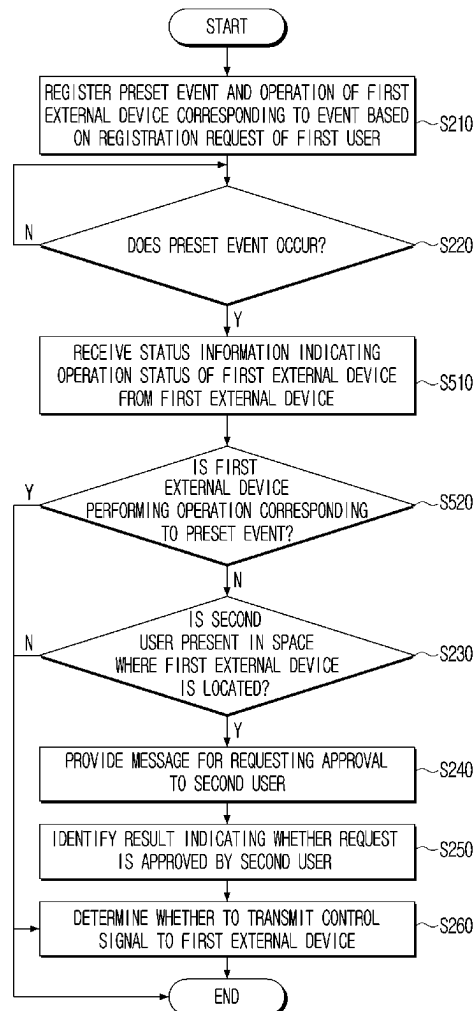 START
REGISTER PRESET EVENT AND OPERATION OF FIRST
EXTERNAL DEVICE CORRESPONDING TO EVENT BASED
ON REGISTRATION REQUEST OF FIRST USER
S210
N
DOES PRESET EVENT OCCUR?
S220
Y
RECEIVE STATUS INFORMATION INDICATING
OPERATION STATUS OF FIRST EXTERNAL DEVICE
FROM FIRST EXTERNAL DEVICE
S510
Y
IS FIRST
EXTERNAL DEVICE
PERFORMING OPERATION CORRESPONDING
TO PRESET EVENT?
S520
N
N
IS SECOND
USER PRESENT IN SPACE
WHERE FIRST EXTERNAL DEVICE
IS LOCATED?
S230
Y
PROVIDE MESSAGE FOR REQUESTING APPROVAL
TO SECOND USER
S240
IDENTIFY RESULT INDICATING WHETHER REQUEST
IS APPROVED BY SECOND USER
S250
DETERMINE WHETHER TO TRANSMIT CONTROL
SIGNAL TO FIRST EXTERNAL DEVICE
S260
END